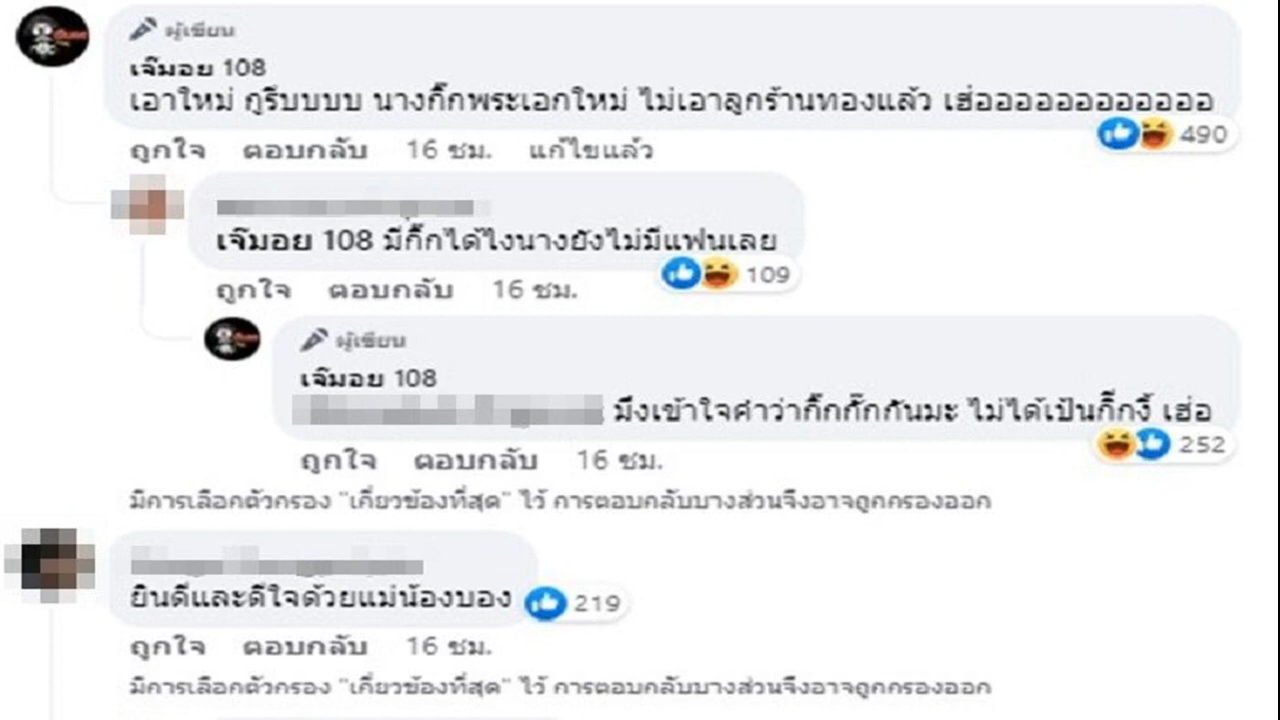 ผู้เขียน
เจ๊มอย 108
เอาใหม่ กูรีบบบบ นางกิ๊กพระเอกใหม่ ไม่เอาลูกร้านทองแล้ว เฮ่ออออออออออออ
490
ถูกใจ ตอบกลับ 16 ชม. แก้ไขแล้ว
เจ๊มอย 108 มีกิ๊กได้ไงนางยังไม่มีแฟนเลย
109
ถูกใจ ตอบกลับ 16 ชม.
ผู้เขียน
เจ๊มอย 108
มึงเข้าใจคำว่ากิ๊กกั๊กกันมะ ไม่ได้เป้นกิ๊กงี้ เฮ่อ
252
ถูกใจ ตอบกลับ 16 ชม.
มีการเลือกตัวกรอง "เกี่ยวข้องที่สุด" ไว้ การตอบกลับบางส่วนจึงอาจถูกกรองออก
ยินดีและดีใจด้วยแม่น้องบอง
219
ถูกใจ ตอบกลับ 16 ชม.
มีการเลือกตัวกรอง "เกี่ยวข้องที่สุด" ไว้ การตอบกลับบางส่วนจึงอาจถูกกรองออก